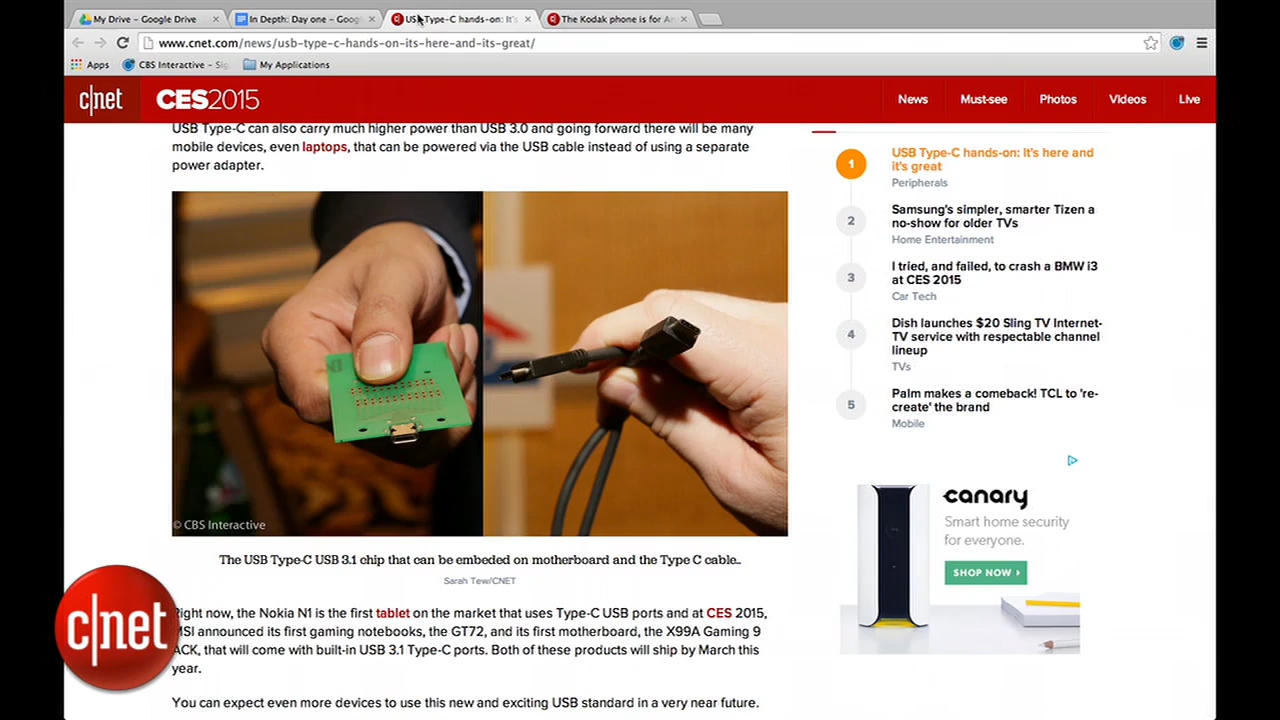 My Drive – Google Drive
In Depth: Day one – Goog
USB Type-C hands-on: It's
The Kodak phone is for Ar
www.cnet.com/news/usb-type-c-hands-on-its-here-and-its-great/
Apps
CBS Interactive – Sig
My Applications
c|net
CES2015
News
Must-see
Photos
Videos
Live
USB Type-C can also carry much higher power than USB 3.0 and going forward there will be many
mobile devices, even laptops, that can be powered via the USB cable instead of using a separate
power adapter.
© CBS Interactive
The USB Type-C USB 3.1 chip that can be embeded on motherboard and the Type C cable..
Sarah Tew/CNET
Right now, the Nokia N1 is the first tablet on the market that uses Type-C USB ports and at CES 2015,
MSI announced its first gaming notebooks, the GT72, and its first motherboard, the X99A Gaming 9
ACK, that will come with built-in USB 3.1 Type-C ports. Both of these products will ship by March this
year.
You can expect even more devices to use this new and exciting USB standard in a very near future.
c|net
1
USB Type-C hands-on: It's here and
it's great
Peripherals
2
Samsung's simpler, smarter Tizen a
no-show for older TVs
Home Entertainment
3
I tried, and failed, to crash a BMW i3
at CES 2015
Car Tech
4
Dish launches $20 Sling TV Internet-
TV service with respectable channel
lineup
TVs
5
Palm makes a comeback! TCL to 're-
create' the brand
Mobile
canary
Smart home security
for everyone.
SHOP NOW